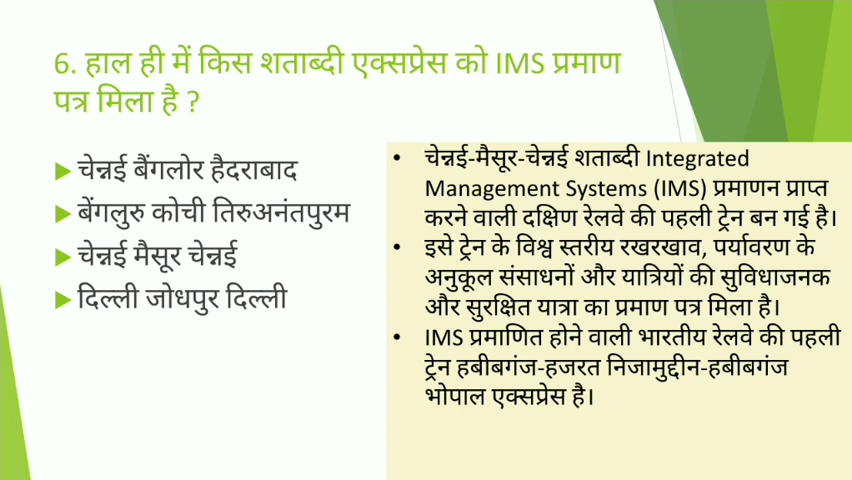 6. हाल ही में किस शताब्दी एक्सप्रेस को IMS प्रमाण
पत्र मिला है ?
चेन्नई बैंगलोर हैदराबाद
बेंगलुरु कोची तिरुअनंतपुरम
चेन्नई मैसूर चेन्नई
दिल्ली जोधपुर दिल्ली
• चेन्नई-मैसूर-चेन्नई शताब्दी Integrated
Management Systems (IMS) प्रमाणन प्राप्त
करने वाली दक्षिण रेलवे की पहली ट्रेन बन गई है।
• इसे ट्रेन के विश्व स्तरीय रखरखाव, पर्यावरण के
अनुकूल संसाधनों और यात्रियों की सुविधाजनक
और सुरक्षित यात्रा का प्रमाण पत्र मिला है।
• IMS प्रमाणित होने वाली भारतीय रेलवे की पहली
ट्रेन हबीबगंज-हजरत निजामुद्दीन-हबीबगंज
भोपाल एक्सप्रेस है।